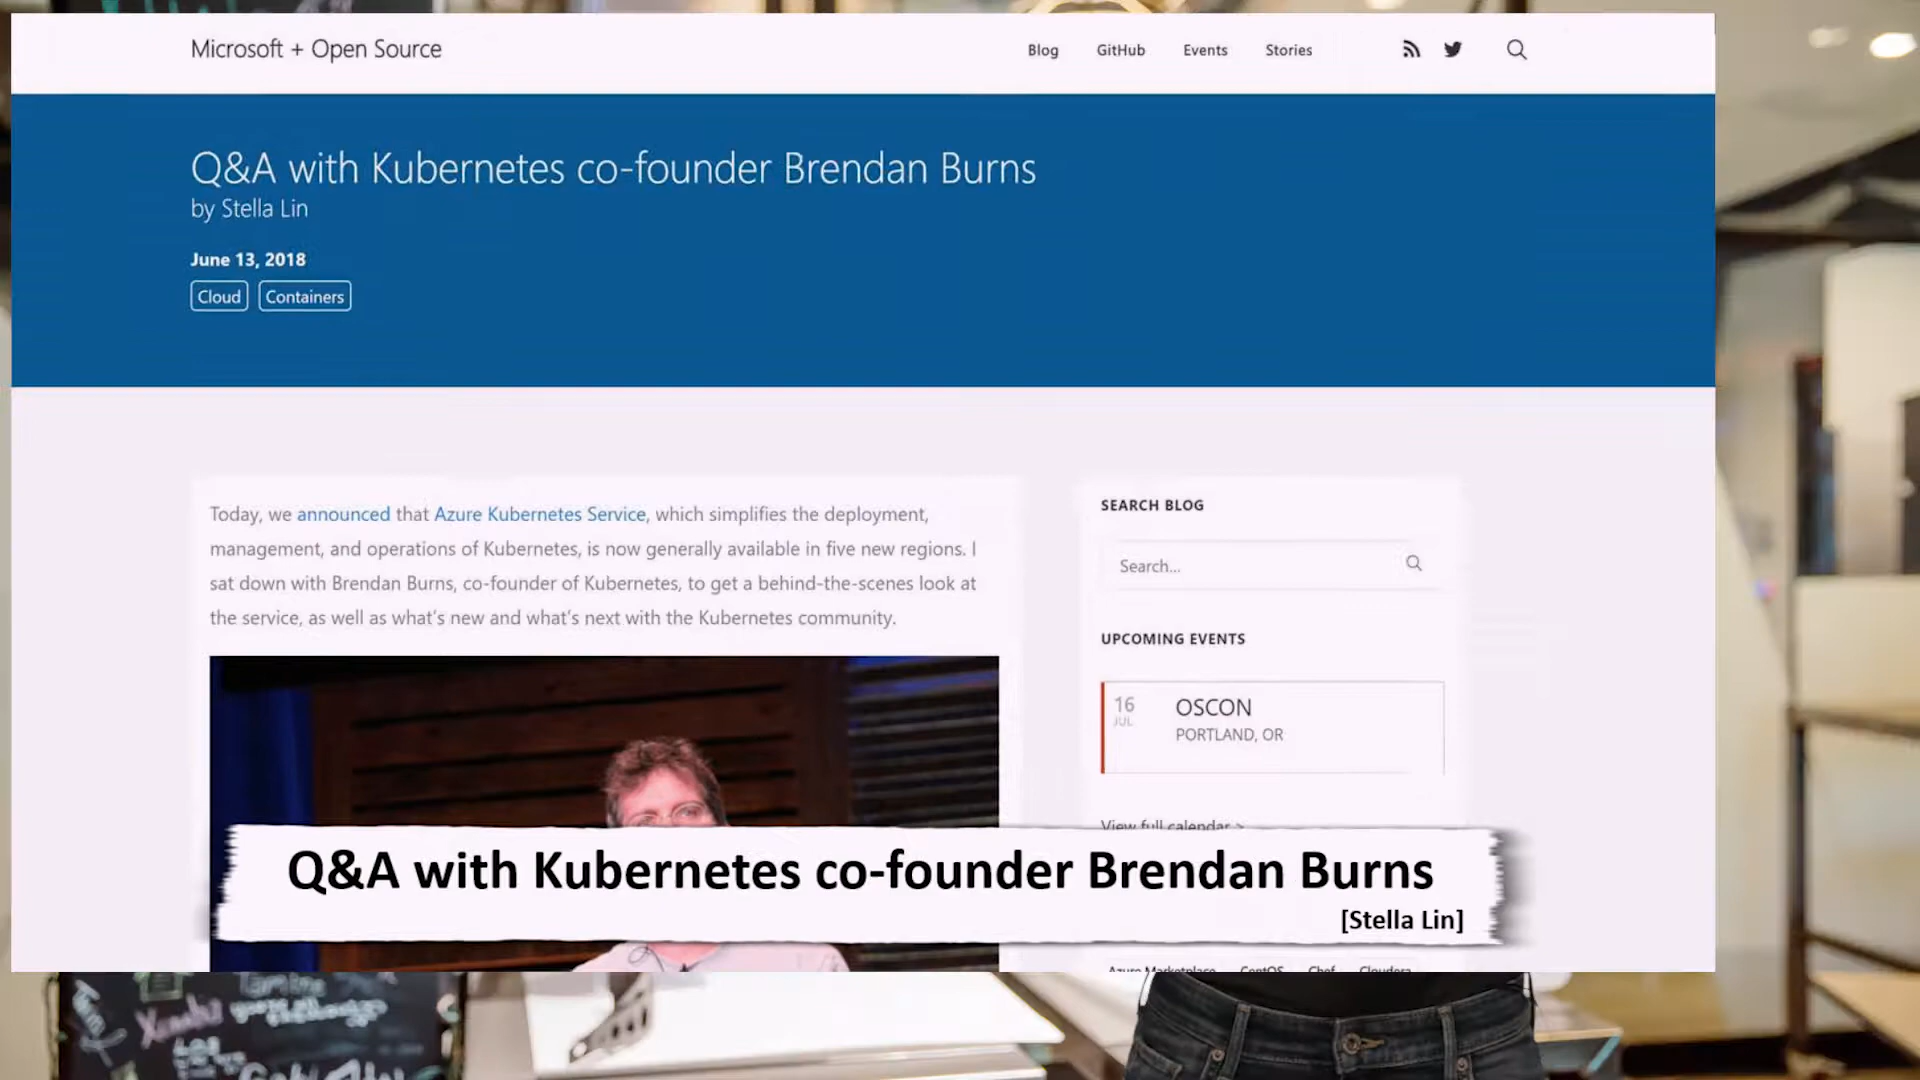 Microsoft + Open Source
Blog GitHub Events Stories
Q&A with Kubernetes co-founder Brendan Burns
by Stella Lin
June 13, 2018
Cloud Containers
Today, we announced that Azure Kubernetes Service, which simplifies the deployment,
management, and operations of Kubernetes, is now generally available in five new regions. I
sat down with Brendan Burns, co-founder of Kubernetes, to get a behind-the-scenes look at
the service, as well as what's new and what's next with the Kubernetes community.
SEARCH BLOG
Search...
UPCOMING EVENTS
16
JUL
OSCON
PORTLAND, OR
View full calendar >
Q&A with Kubernetes co-founder Brendan Burns
[Stella Lin]
Azure Marketplace CentOS Chef Cloudera